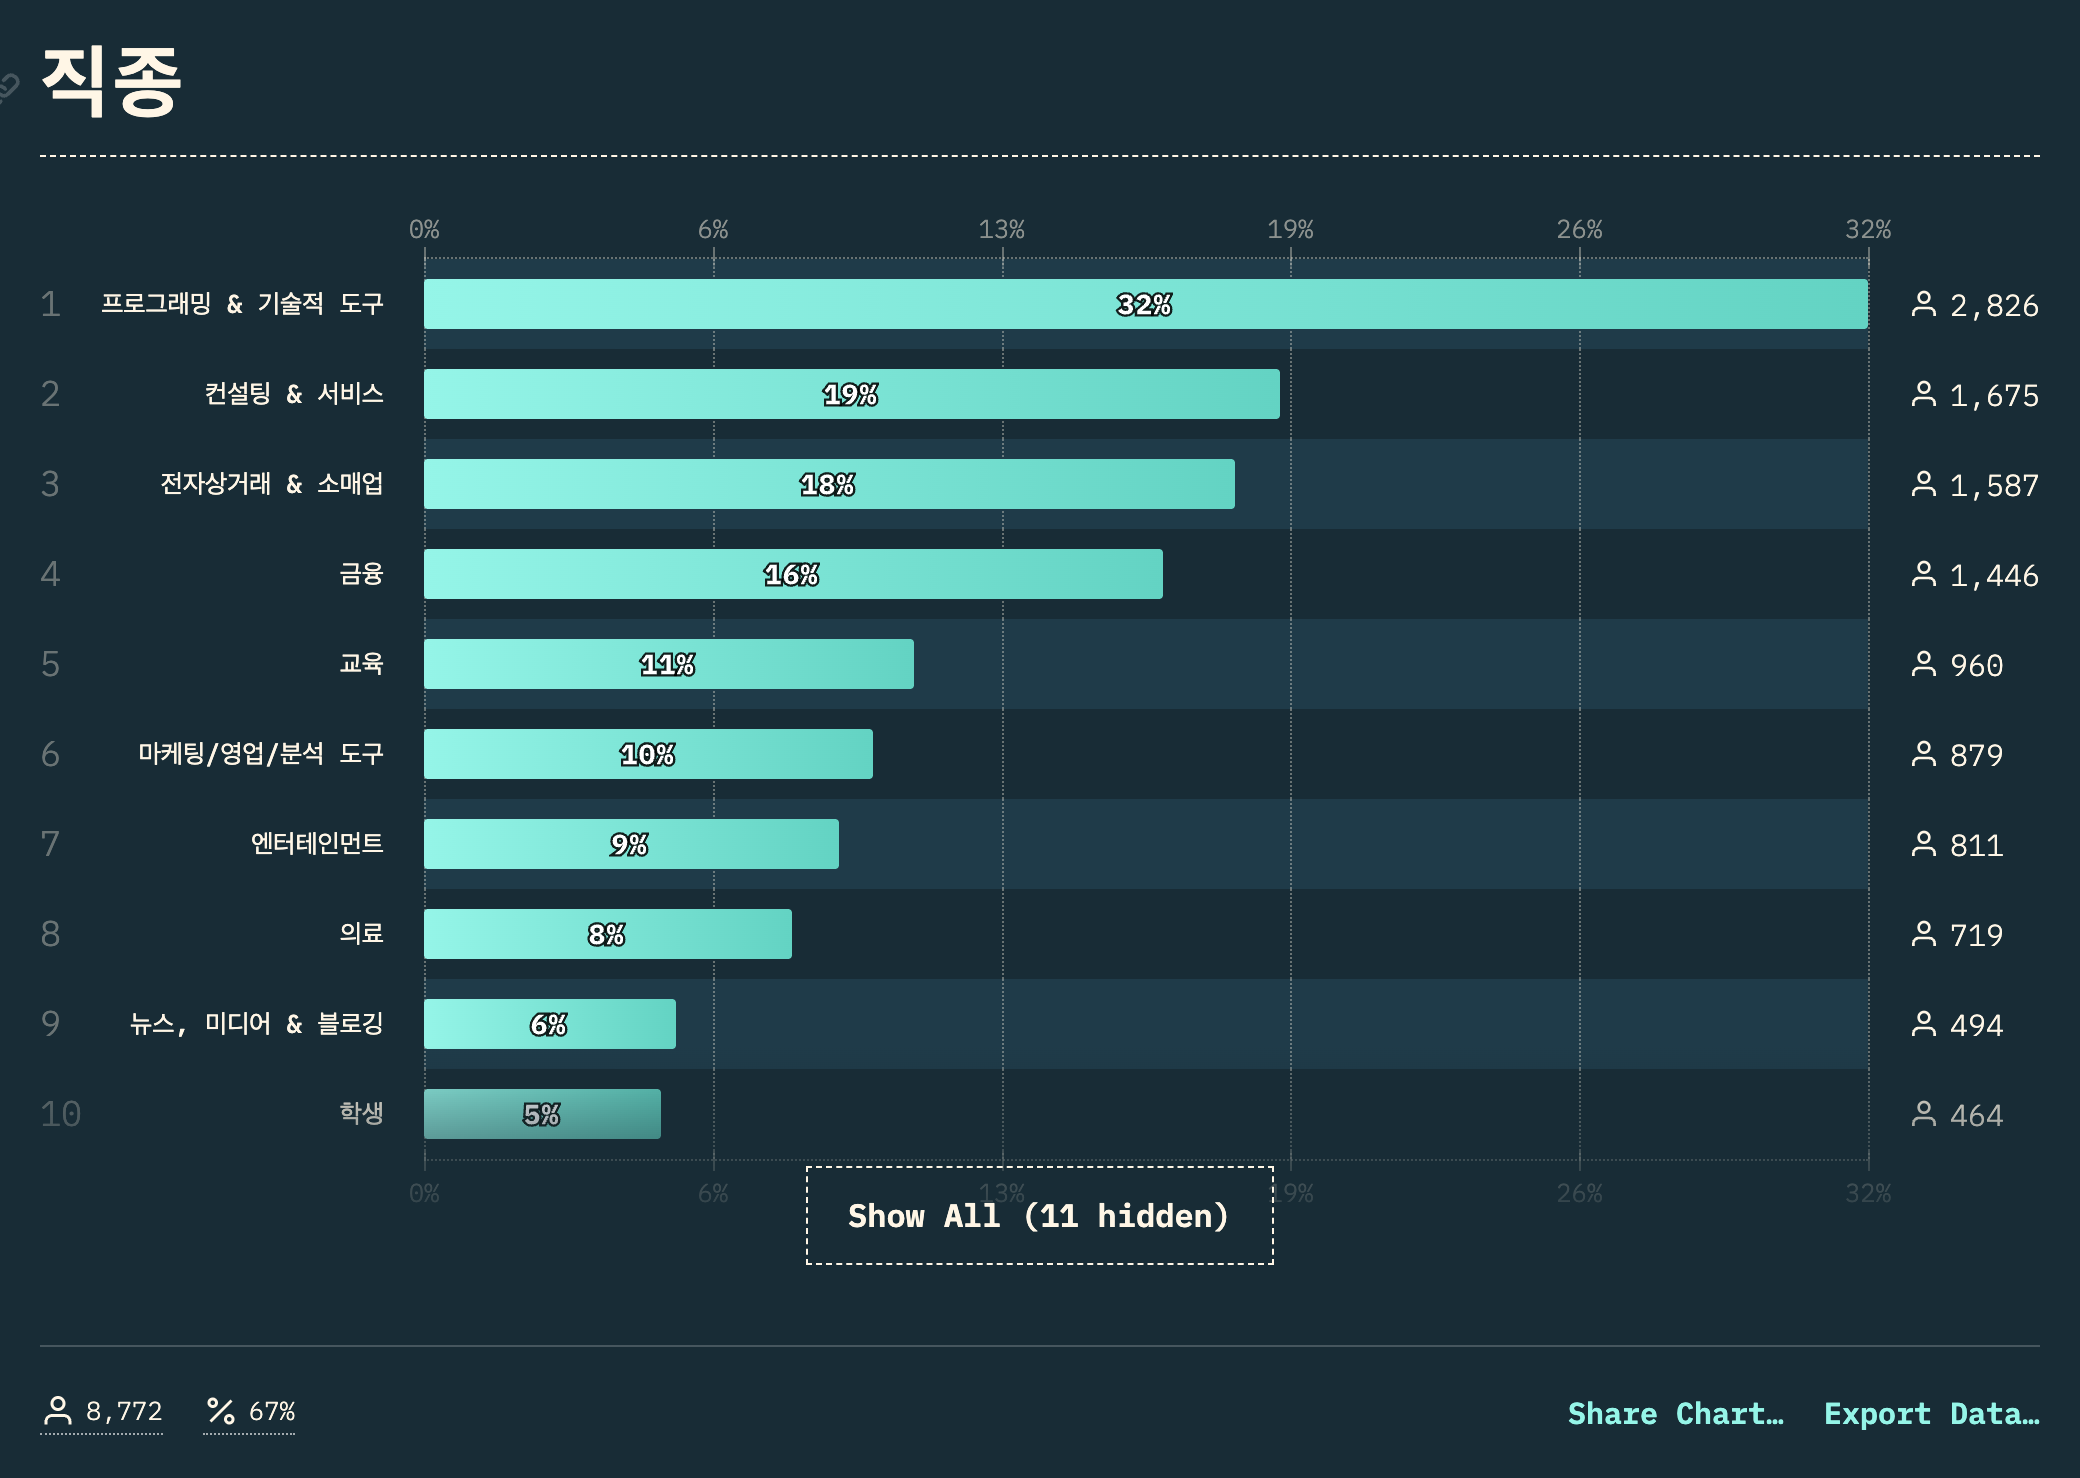 직종
0% 6% 13% 19% 26% 32%
1 프로그래밍 & 기술적 도구 32% 2,826
2 컨설팅 & 서비스 19% 1,675
3 전자상거래 & 소매업 18% 1,587
4 금융 16% 1,446
5 교육 11% 960
6 마케팅/영업/분석 도구 10% 879
7 엔터테인먼트 9% 811
8 의료 8% 719
9 뉴스, 미디어 & 블로깅 6% 494
10 학생 5% 464
0% 6% 13% 19% 26% 32%
Show All (11 hidden)
8,772 67% Share Chart… Export Data…